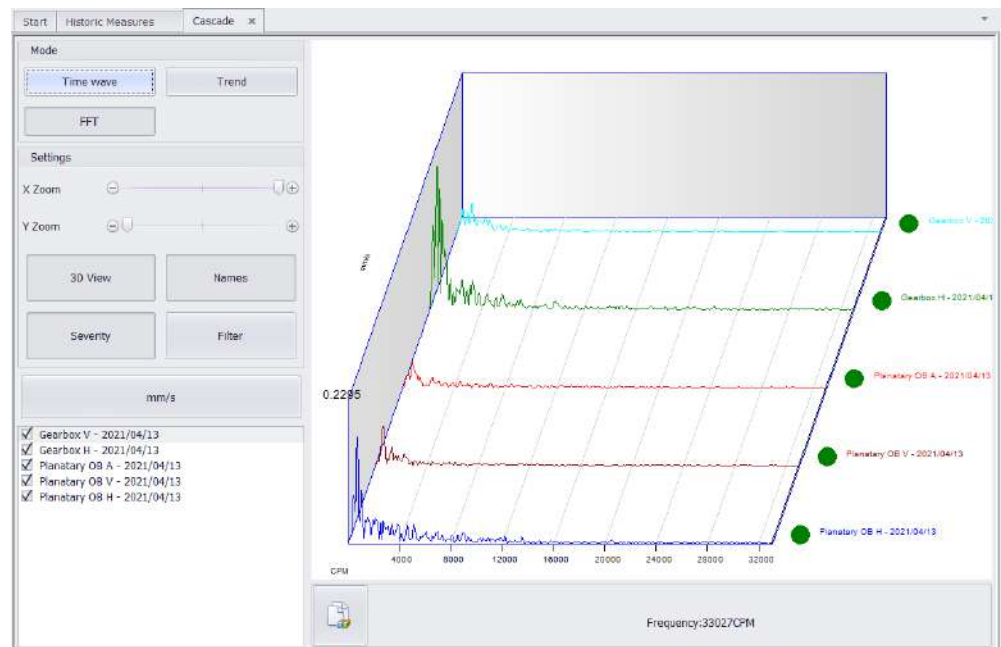 Start Historic Measures Cascade ×
Mode
Time wave Trend
FFT
Settings
X Zoom
Y Zoom
3D View Names
Severity Filter
mm/s
Gearbox V - 2021/04/13
Gearbox H - 2021/04/13
Planatary OB A - 2021/04/13
Planatary OB V - 2021/04/13
Planatary OB H - 2021/04/13
Gearbox V - 202
Gearbox H - 2021/04/1
Planatary OB A - 2021/04/13
0.2295
Planatary OB V - 2021/04/13
Planatary OB H - 2021/04/13
4000 8000 12000 16000 20000 24000 28000 32000
CPM
Frequency:33027CPM